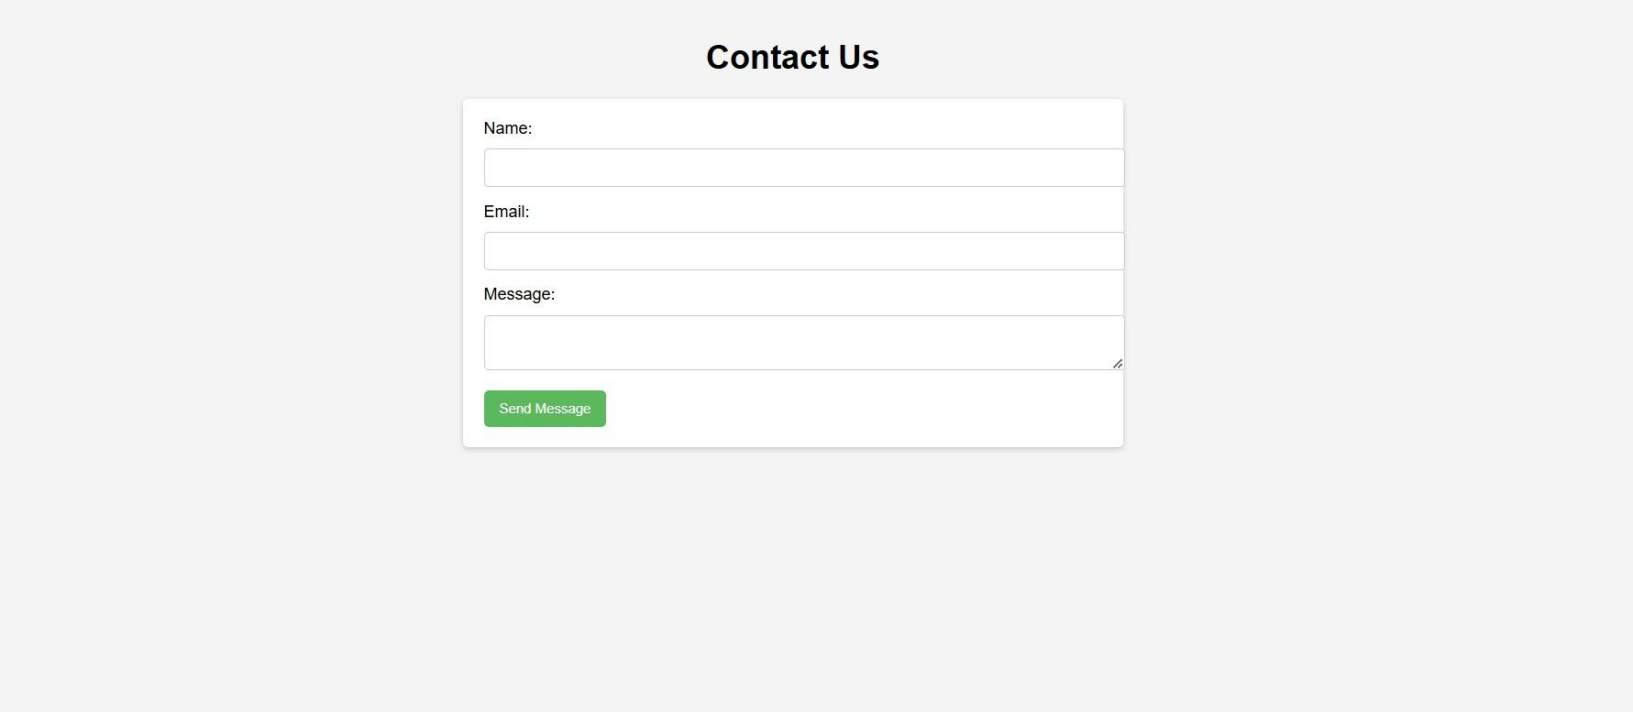 Contact Us
Name:
Email:
Message:
Send Message